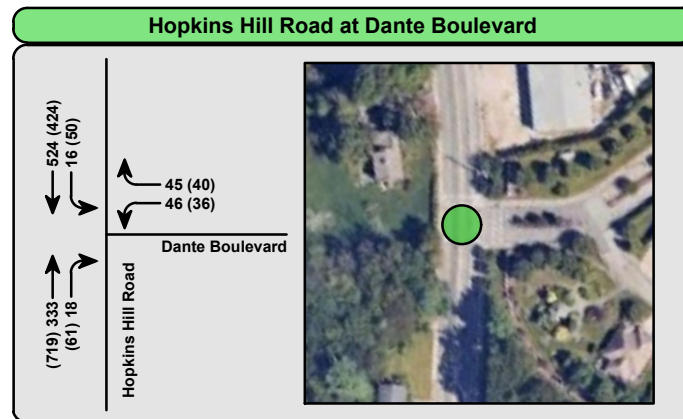 Hopkins Hill Road at Dante Boulevard
524 (424)
16 (50)
45 (40)
46 (36)
Dante Boulevard
Hopkins Hill Road
(719) 333
(61) 18